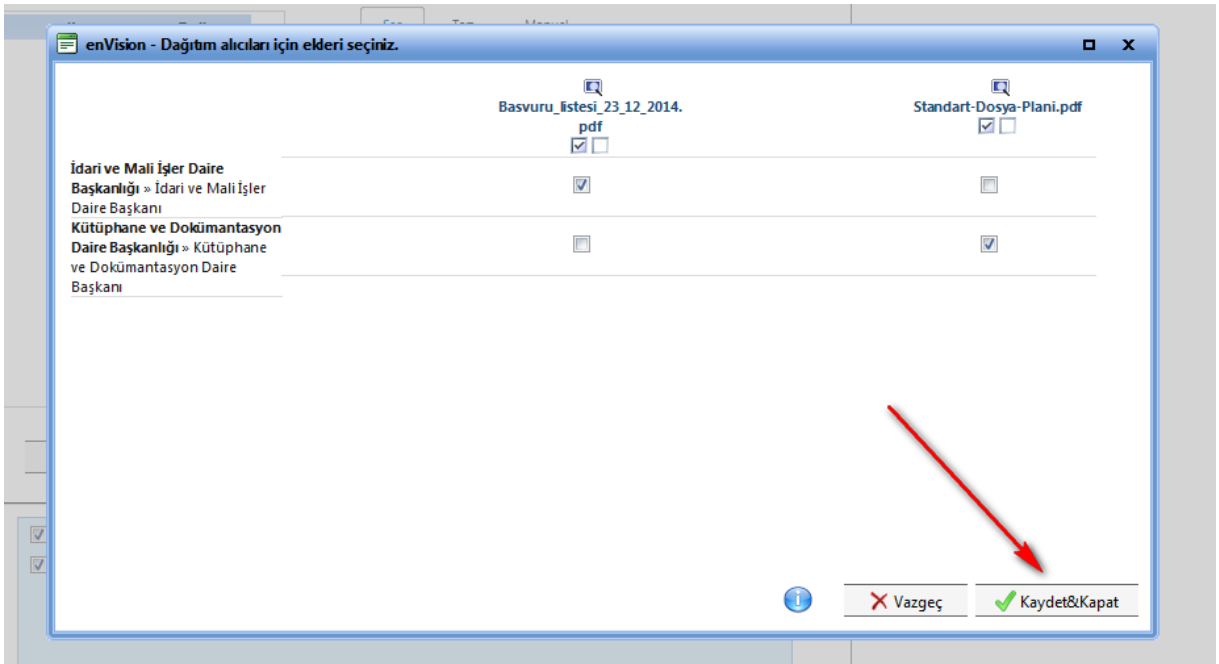 enVision - Dağıtım alıcıları için ekleri seçiniz.
Basvuru_listesi_23_12_2014.
pdf
Standart-Dosya-Plani.pdf
İdari ve Mali İşler Daire
Başkanlığı » İdari ve Mali İşler
Daire Başkanı
Kütüphane ve Dokümantasyon
Daire Başkanlığı » Kütüphane
ve Dokümantasyon Daire
Başkanı
Vazgeç
Kaydet&Kapat